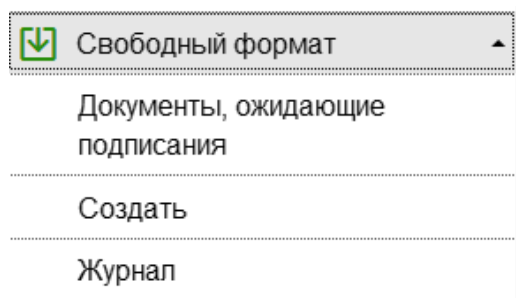 Свободный формат
Документы, ожидающие
подписания
Создать
Журнал